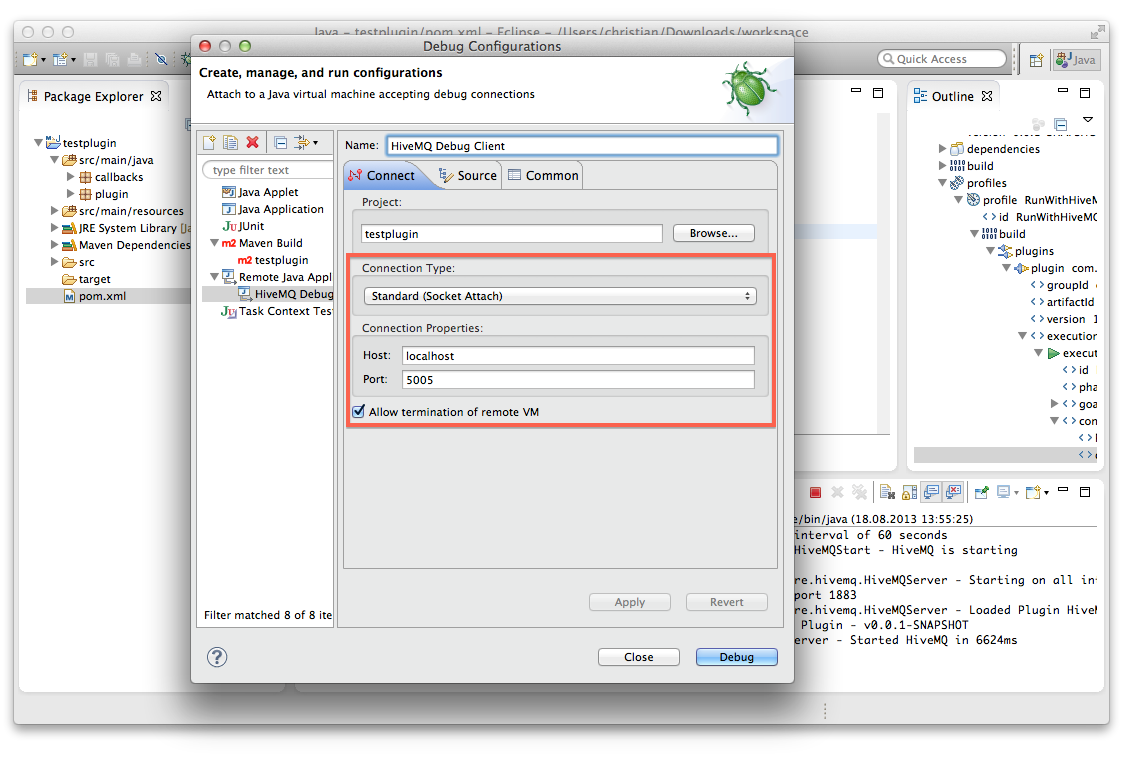 Java – testplugin/pom.xml – Eclipse – /Users/christian/Downloads/workspace
Debug Configurations
Create, manage, and run configurations
Attach to a Java virtual machine accepting debug connections
Quick Access
Java
Package Explorer
testplugin
src/main/java
callbacks
plugin
src/main/resources
JRE System Library [Ja
Maven Dependencies
src
target
pom.xml
type filter text
Java Applet
Java Application
JUnit
Maven Build
testplugin
Remote Java Appl
HiveMQ Debug
Task Context Tes
Filter matched 8 of 8 ite
Name: HiveMQ Debug Client
Connect Source Common
Project:
testplugin Browse...
Connection Type:
Standard (Socket Attach)
Connection Properties:
Host: localhost
Port: 5005
Allow termination of remote VM
Apply Revert
Close Debug
Outline
dependencies
build
profiles
profile RunWithHiveM
id RunWithHiveMQ
build
plugins
plugin com.
groupId
artifactId
version 1
execution
execut
id
pha
goa
con
e/bin/java (18.08.2013 13:55:25)
interval of 60 seconds
HiveMQStart - HiveMQ is starting
re.hivemq.HiveMQServer - Starting on all in
port 1883
re.hivemq.HiveMQServer - Loaded Plugin HiveM
Plugin - v0.0.1-SNAPSHOT
erver - Started HiveMQ in 6624ms